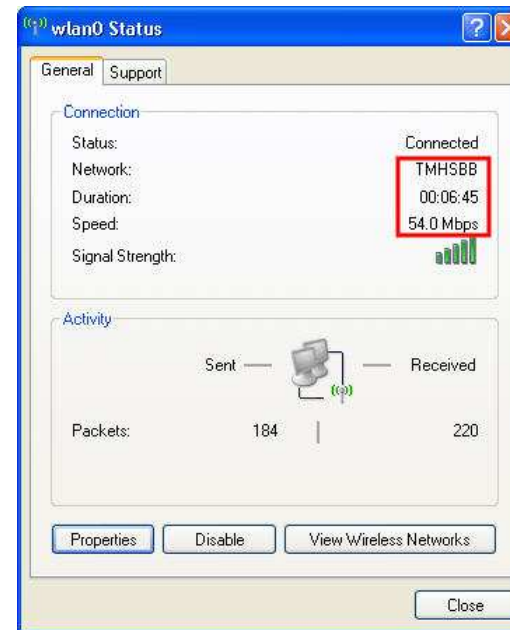 wlan0 Status
General Support
Connection
Status: Connected
Network: TMHSBB
Duration: 00:06:45
Speed: 54.0 Mbps
Signal Strength:
Activity
Sent Received
Packets: 184 220
Properties Disable View Wireless Networks
Close